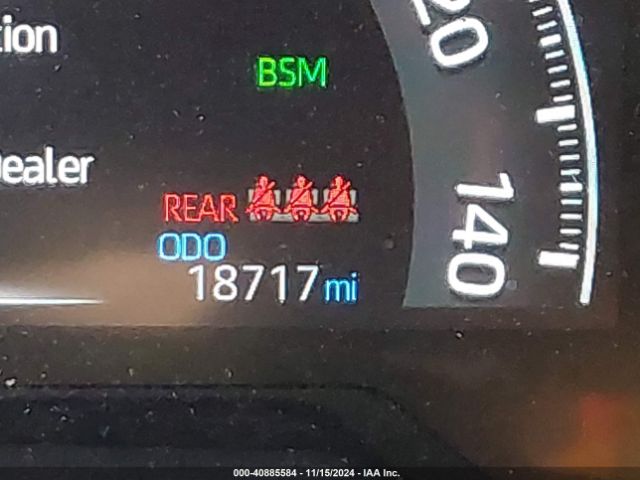 tion
20
BSM
ealer
140
REAR
ODO
18717 mi
000-40885584 - 11/15/2024 - IAA Inc.